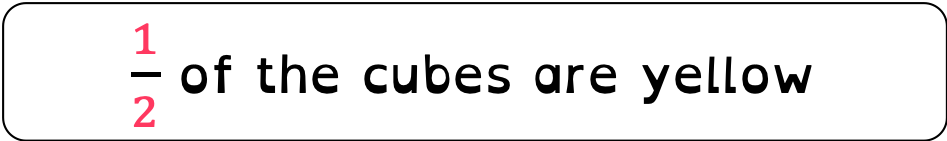 1/2 of the cubes are yellow